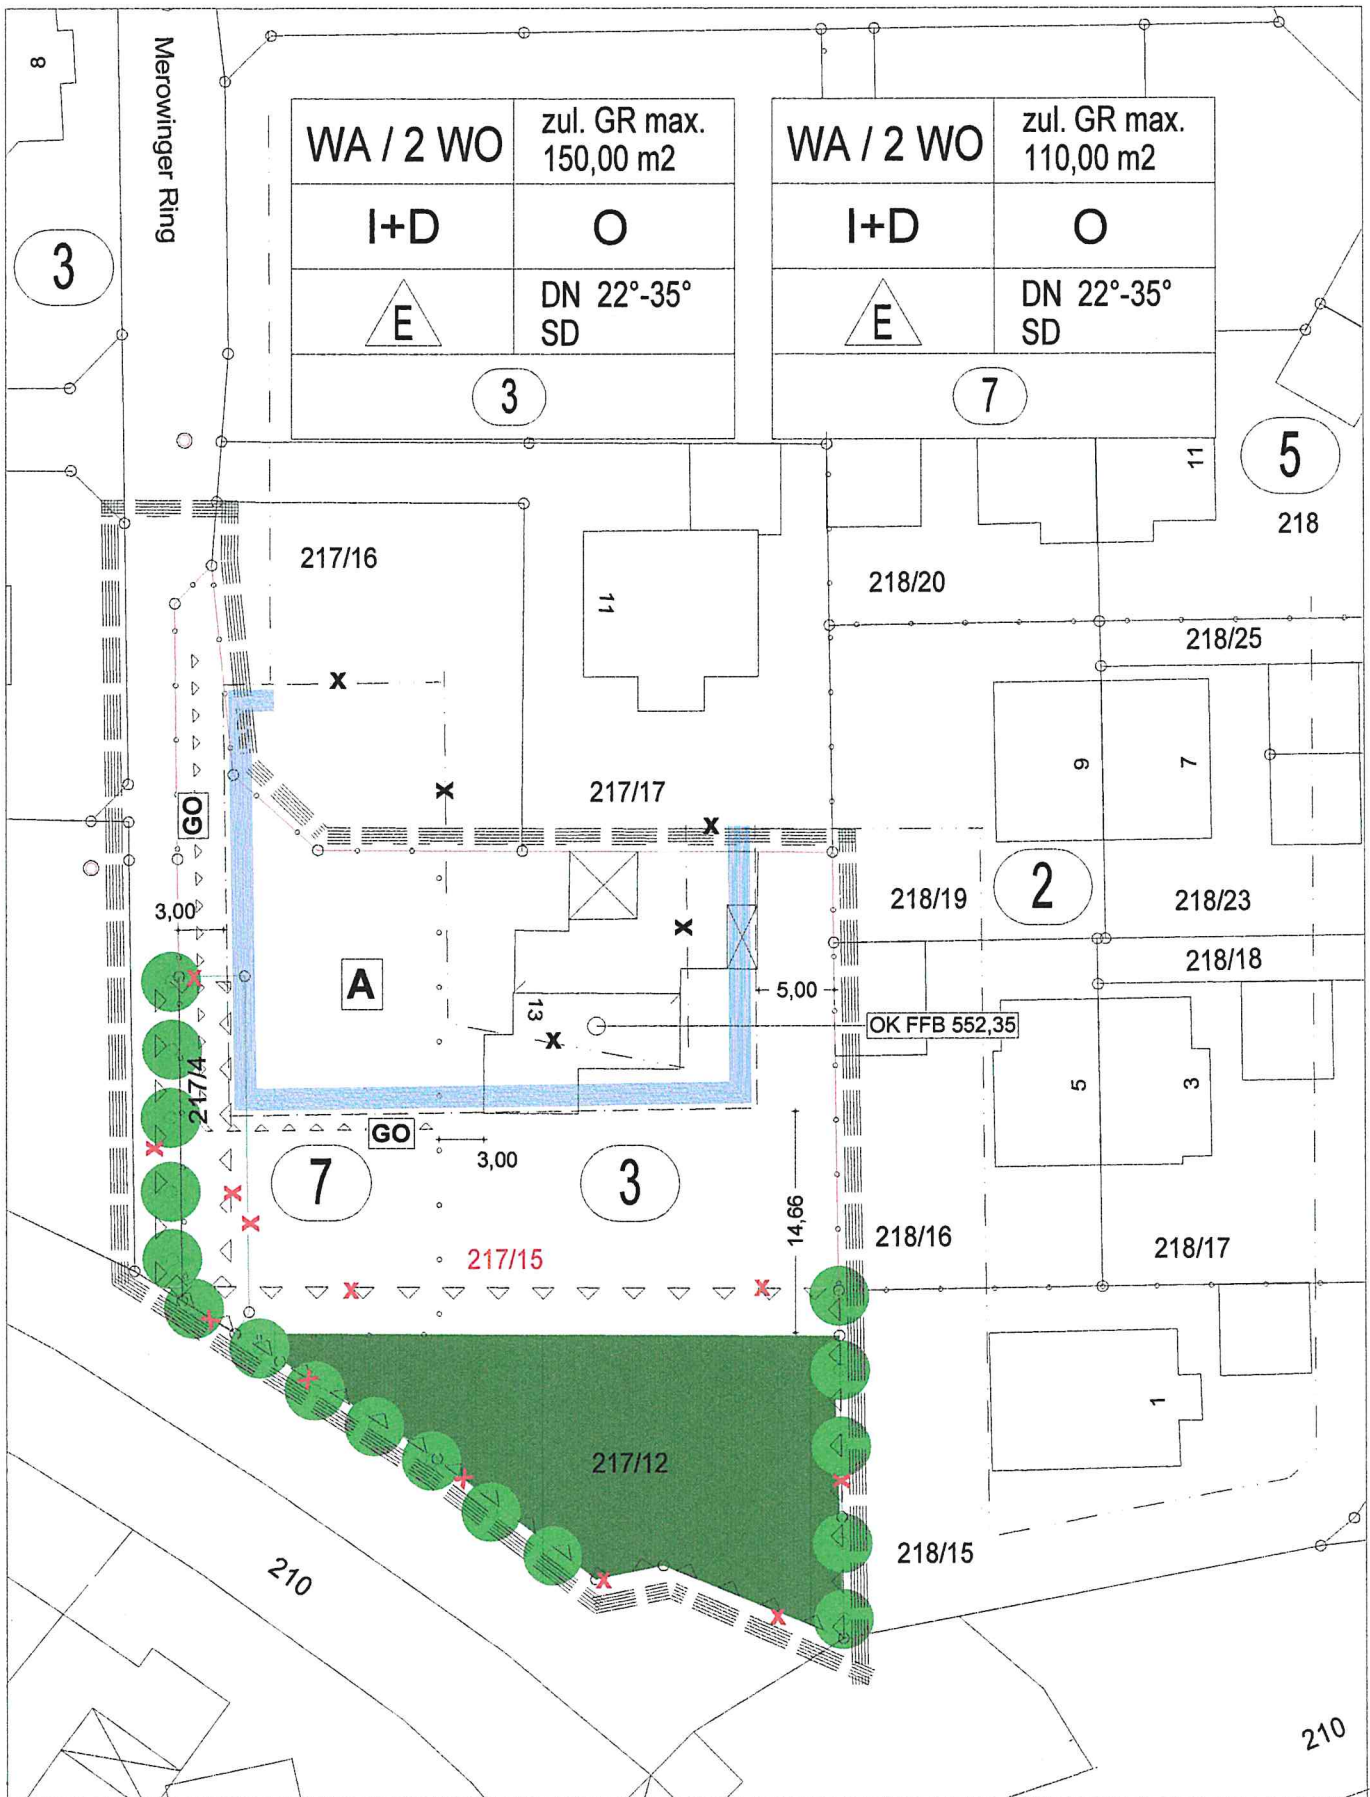 8
Merowinger Ring
WA / 2 WO
zul. GR max.
150,00 m2
I+D
O
E
DN 22°-35°
SD
3
WA / 2 WO
zul. GR max.
110,00 m2
I+D
O
E
DN 22°-35°
SD
7
3
5
11
218
217/16
11
218/20
218/25
x
9
7
x
217/17
x
GO
2
218/19
218/23
3,00
x
218/18
A
x
5,00
13
x
OK FFB 552,35
217/4
5
3
GO
x
3,00
7
3
x
x
14,66
218/16
218/17
217/15
x
x
x
x
1
217/12
x
x
218/15
210
x
x
210